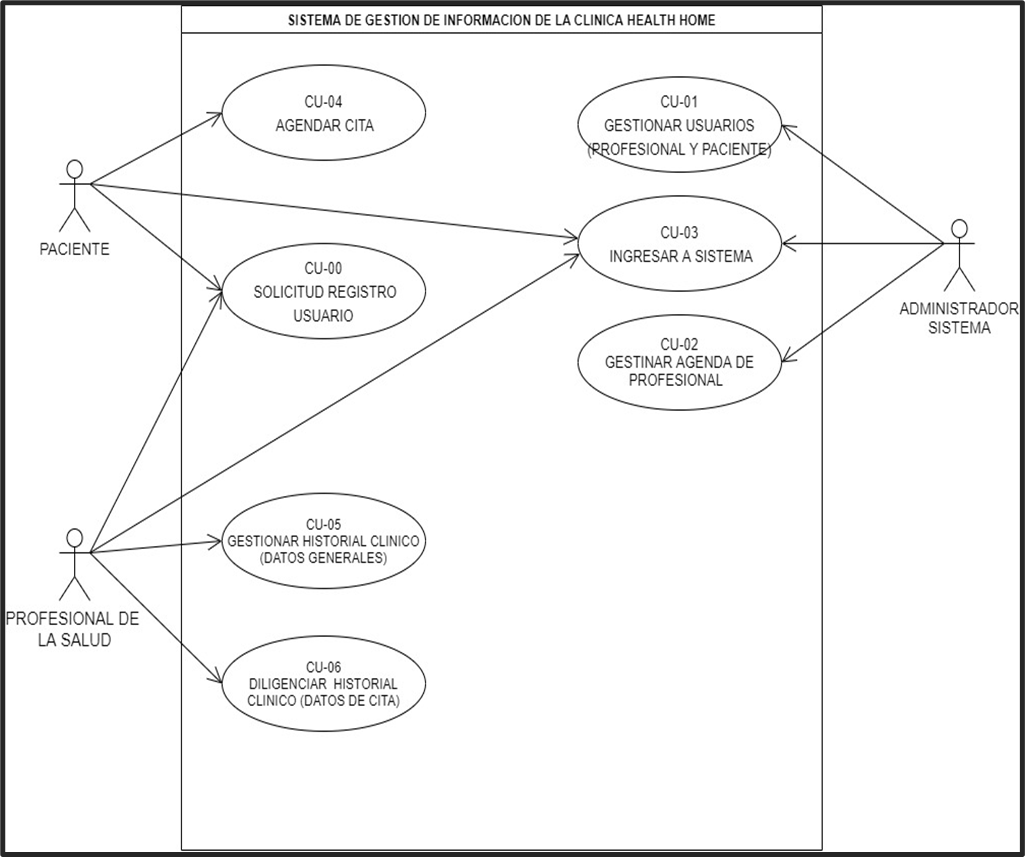 SISTEMA DE GESTION DE INFORMACION DE LA CLINICA HEALTH HOME
CU-04
AGENDAR CITA
CU-01
GESTIONAR USUARIOS
(PROFESIONAL Y PACIENTE)
PACIENTE
CU-03
INGRESAR A SISTEMA
CU-00
SOLICITUD REGISTRO
USUARIO
ADMINISTRADOR
SISTEMA
CU-02
GESTINAR AGENDA DE
PROFESIONAL
CU-05
GESTIONAR HISTORIAL CLINICO
(DATOS GENERALES)
PROFESIONAL DE
LA SALUD
CU-06
DILIGENCIAR HISTORIAL
CLINICO (DATOS DE CITA)